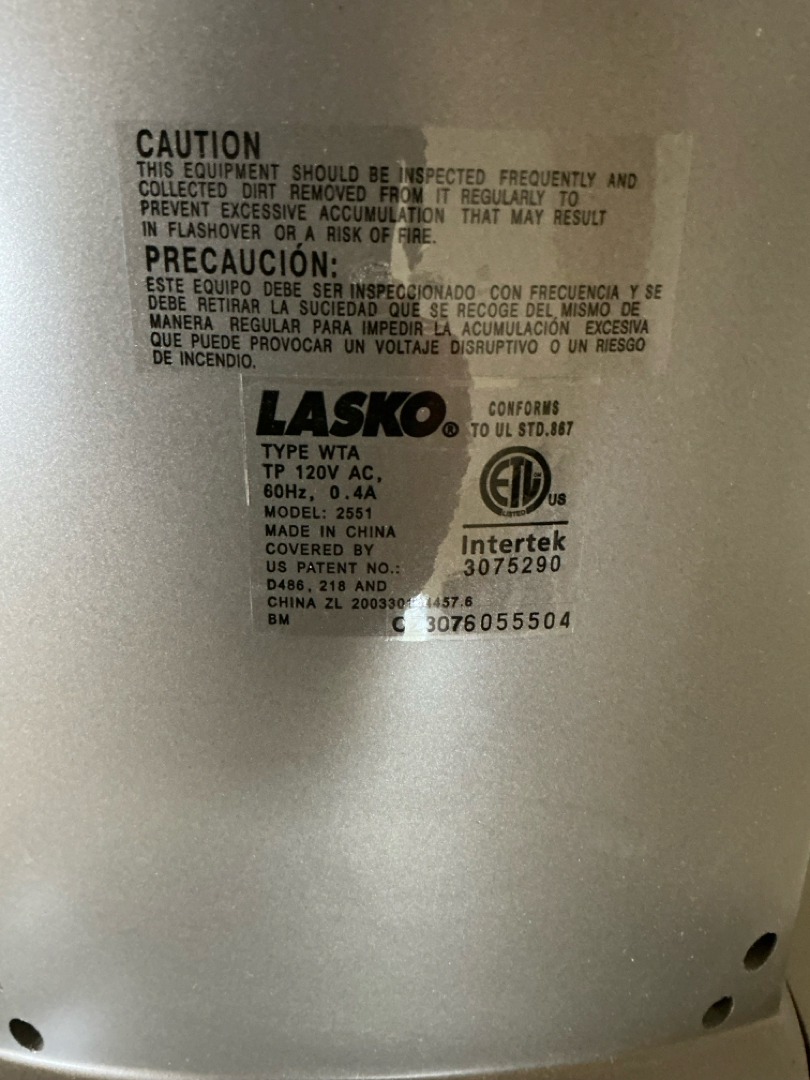 CAUTION
THIS EQUIPMENT SHOULD BE INSPECTED FREQUENTLY AND
COLLECTED DIRT REMOVED FROM IT REGULARLY TO
PREVENT EXCESSIVE ACCUMULATION THAT MAY RESULT
IN FLASHOVER OR A RISK OF FIRE.
PRECAUCIÓN:
ESTE EQUIPO DEBE SER INSPECCIONADO CON FRECUENCIA Y SE
DEBE RETIRAR LA SUCIEDAD QUE SE RECOGE DEL MISMO DE
MANERA REGULAR PARA IMPEDIR LA ACUMULACIÓN EXCESIVA
QUE PUEDE PROVOCAR UN VOLTAJE DISRUPTIVO O UN RIESGO
DE INCENDIO.
LASKO®
CONFORMS
TO UL STD.867
TYPE WTA
TP 120V AC,
60Hz, 0.4A
MODEL: 2551
MADE IN CHINA
COVERED BY
US PATENT NO.:
D486, 218 AND
CHINA ZL
BM
ETL US
LISTED
Intertek
3075290